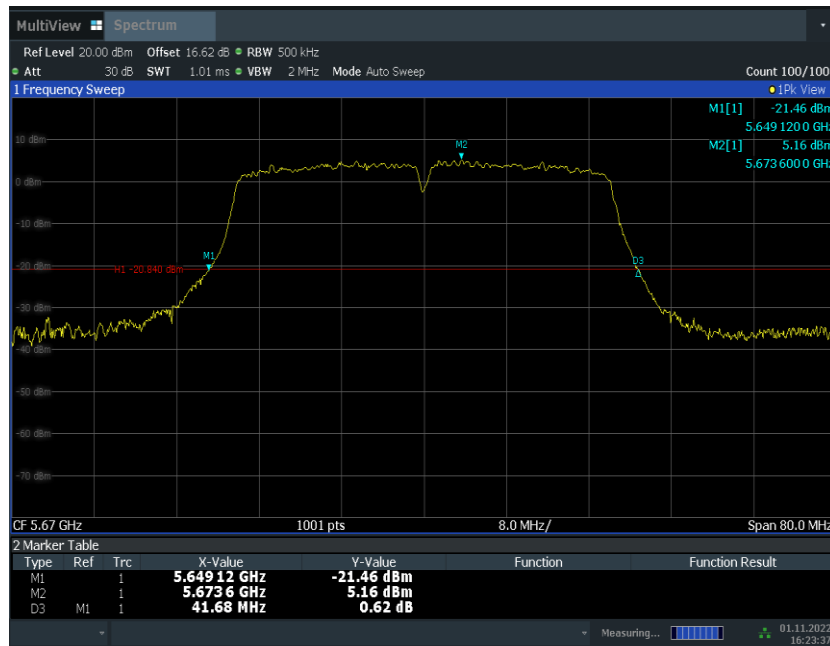 MultiView Spectrum
Ref Level 20.00 dBm Offset 16.62 dB RBW 500 kHz
Att 30 dB SWT 1.01 ms VBW 2 MHz Mode Auto Sweep Count 100/100
1 Frequency Sweep 1Pk View
M1[1] -21.46 dBm
5.649 120 0 GHz
10 dBm
M2
M2[1] 5.16 dBm
5.673 600 0 GHz
0 dBm
-10 dBm
M1
D3
-20 dBm
H1 -20.840 dBm
-30 dBm
-40 dBm
-50 dBm
-70 dBm
CF 5.67 GHz 1001 pts 8.0 MHz/ Span 80.0 MHz
2 Marker Table
Type Ref Trc X-Value Y-Value Function Function Result
M1 1 5.649 12 GHz -21.46 dBm
M2 1 5.673 6 GHz 5.16 dBm
D3 M1 1 41.68 MHz 0.62 dB
Measuring... 01.11.2022
16:23:37